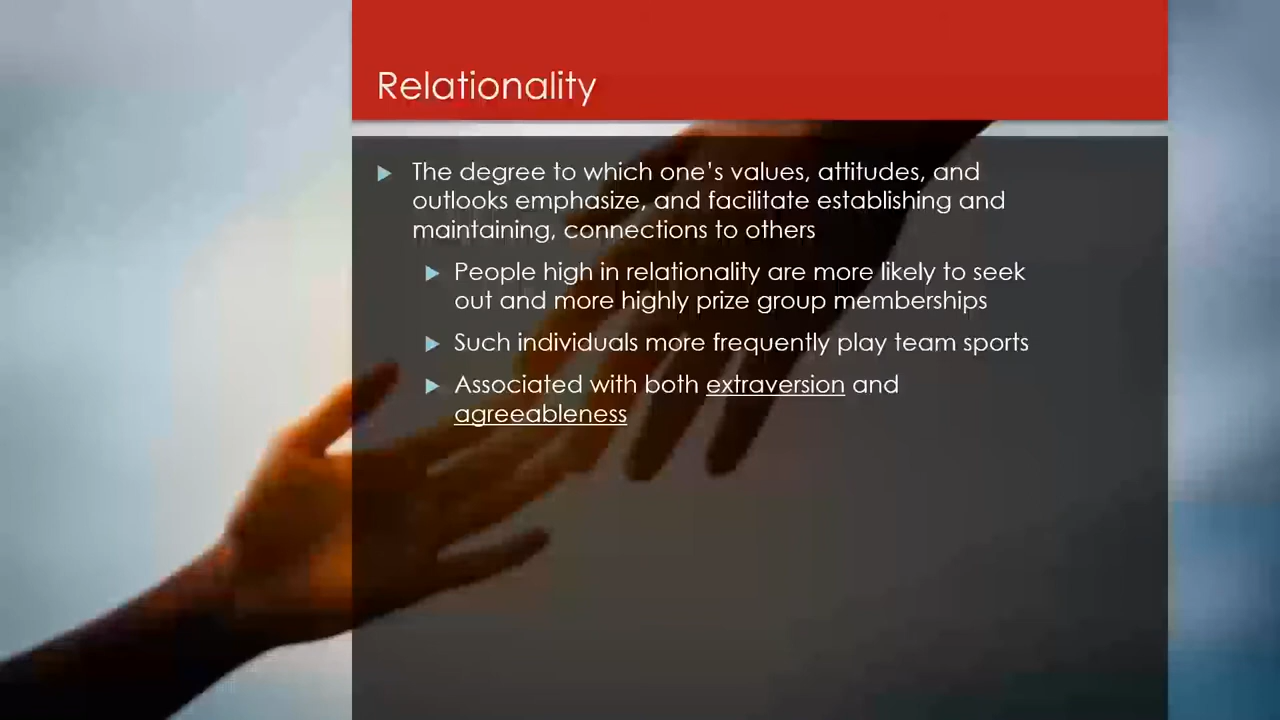 Relationality
The degree to which one's values, attitudes, and
outlooks emphasize, and facilitate establishing and
maintaining, connections to others
People high in relationality are more likely to seek
out and more highly prize group memberships
Such individuals more frequently play team sports
Associated with both extraversion and
agreeableness